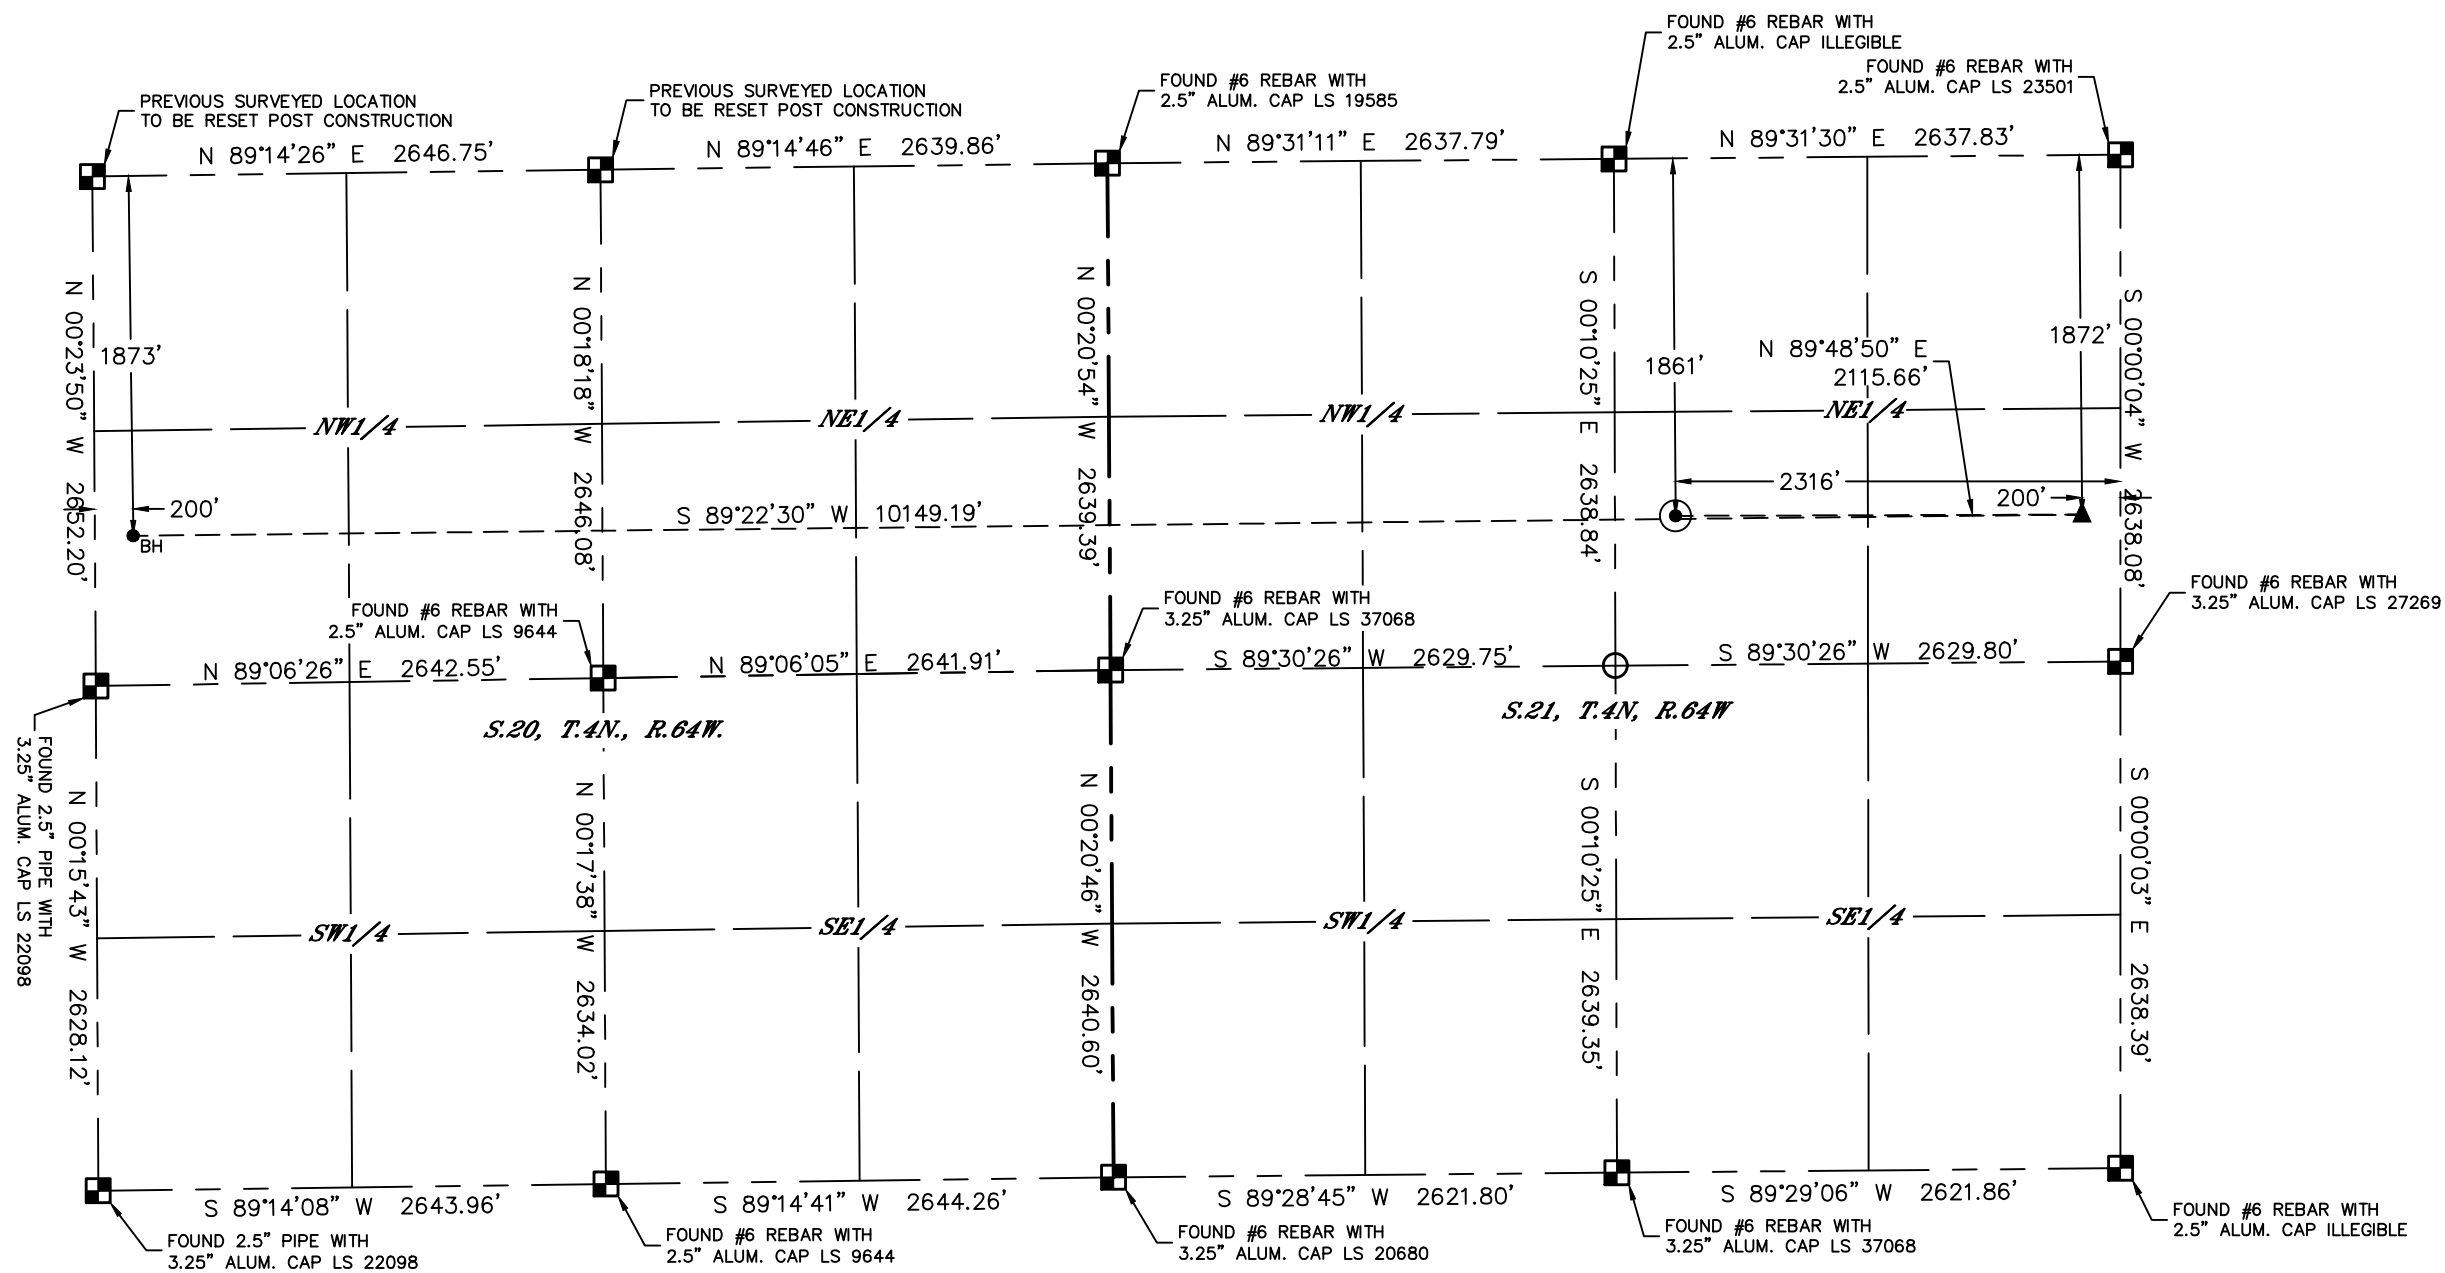 FOUND #6 REBAR WITH
2.5" ALUM. CAP ILLEGIBLE
FOUND #6 REBAR WITH
2.5" ALUM. CAP LS 23501
FOUND #6 REBAR WITH
2.5" ALUM. CAP LS 19585
PREVIOUS SURVEYED LOCATION
TO BE RESET POST CONSTRUCTION
PREVIOUS SURVEYED LOCATION
TO BE RESET POST CONSTRUCTION
N 89°14'26" E 2646.75'
N 89°14'46" E 2639.86'
N 89°31'11" E 2637.79'
N 89°31'30" E 2637.83'
N 00°23'50" W 2652.20'
N 00°18'18" W 2646.08'
N 00°20'54" W 2639.39'
S 00°10'25" E 2638.84'
S 00°00'04" W 2638.08'
1873'
1861'
N 89°48'50" E
2115.66'
1872'
NW1/4
NE1/4
NW1/4
NE1/4
200'
S 89°22'30" W 10149.19'
2316'
200'
BH
FOUND #6 REBAR WITH
2.5" ALUM. CAP LS 9644
FOUND #6 REBAR WITH
3.25" ALUM. CAP LS 37068
FOUND #6 REBAR WITH
3.25" ALUM. CAP LS 27269
N 89°06'26" E 2642.55'
N 89°06'05" E 2641.91'
S 89°30'26" W 2629.75'
S 89°30'26" W 2629.80'
S.20, T.4N., R.64W.
S.21, T.4N, R.64W
FOUND 2.5" PIPE WITH
3.25" ALUM. CAP LS 22098
N 00°15'43" W 2628.12'
N 00°17'38" W 2634.02'
N 00°20'46" W 2640.60'
S 00°10'25" E 2639.35'
S 00°00'03" E 2638.39'
SW1/4
SE1/4
SW1/4
SE1/4
S 89°14'08" W 2643.96'
S 89°14'41" W 2644.26'
S 89°28'45" W 2621.80'
S 89°29'06" W 2621.86'
FOUND 2.5" PIPE WITH
3.25" ALUM. CAP LS 22098
FOUND #6 REBAR WITH
2.5" ALUM. CAP LS 9644
FOUND #6 REBAR WITH
3.25" ALUM. CAP LS 20680
FOUND #6 REBAR WITH
3.25" ALUM. CAP LS 37068
FOUND #6 REBAR WITH
2.5" ALUM. CAP ILLEGIBLE